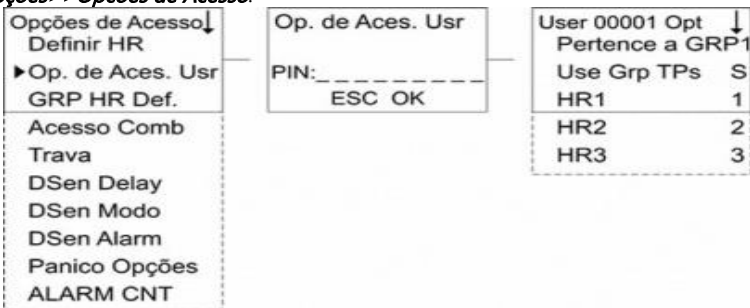 Opções de Acesso↓
Definir HR
▶Op. de Aces. Usr
GRP HR Def.
Acesso Comb
Trava
DSen Delay
DSen Modo
DSen Alarm
Panico Opções
ALARM CNT
Op. de Aces. Usr
PIN:_ _ _ _ _ _ _ _ _
ESC OK
User 00001 Opt ↓
Pertence a GRP1
Use Grp TPs S
HR1 1
HR2 2
HR3 3